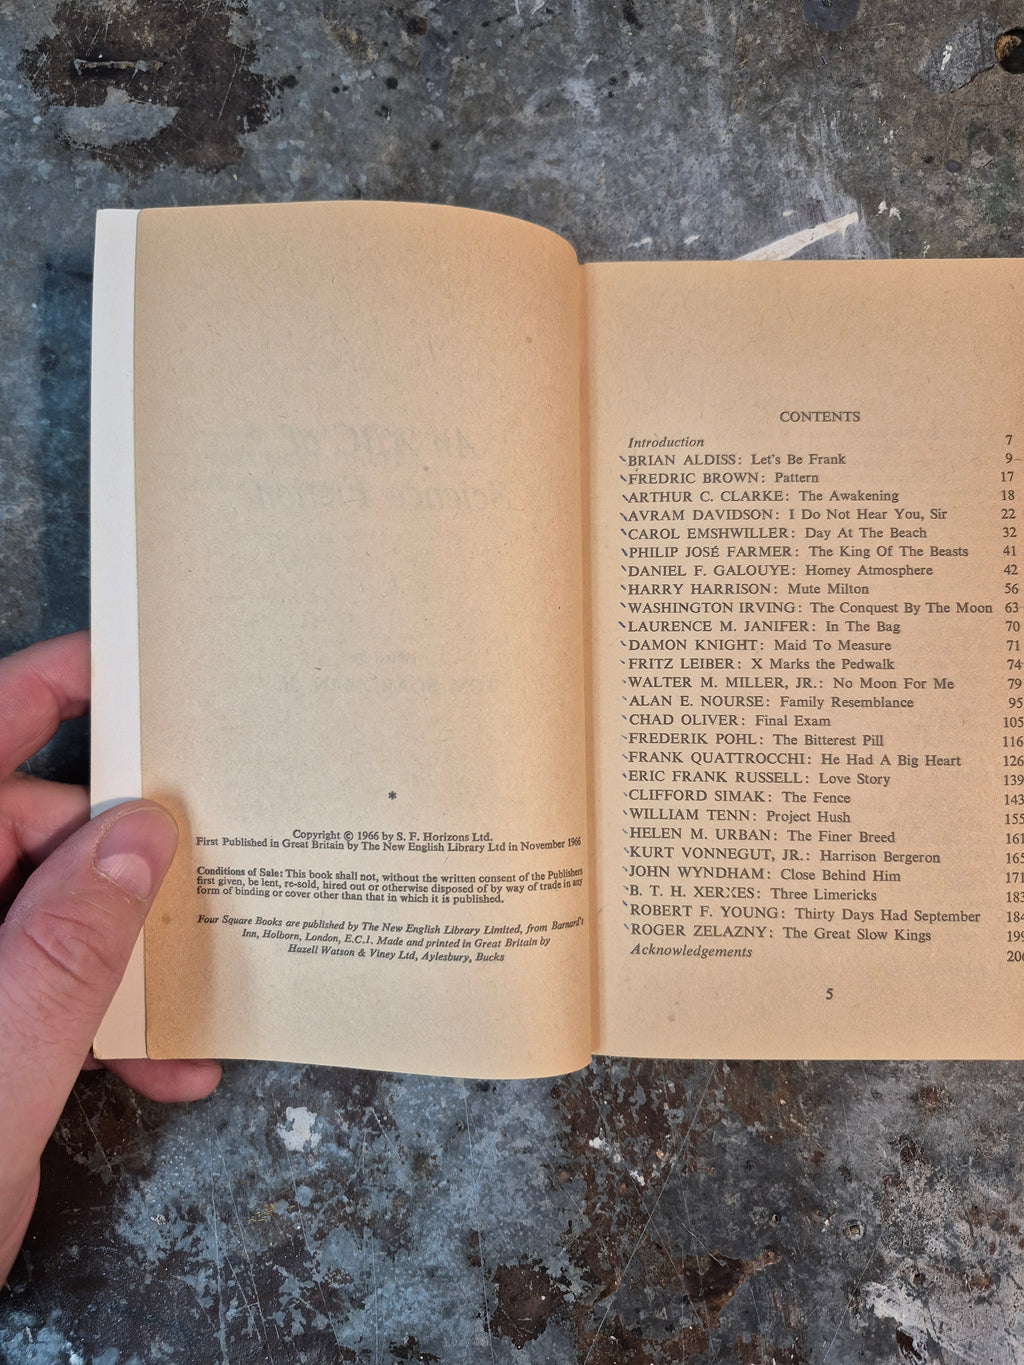 *
Copyright © 1966 by S. F. Horizons Ltd.
First Published in Great Britain by The New English Library Ltd in November 1966
Conditions of Sale: This book shall not, without the written consent of the Publishers
first given, be lent, re-sold, hired out or otherwise disposed of by way of trade in any
form of binding or cover other than that in which it is published.
Four Square Books are published by The New English Library Limited, from Barnard's
Inn, Holborn, London, E.C.1. Made and printed in Great Britain by
Hazell Watson & Viney Ltd, Aylesbury, Bucks
CONTENTS
Introduction 7
BRIAN ALDISS: Let's Be Frank 9
FREDRIC BROWN: Pattern 17
ARTHUR C. CLARKE: The Awakening 18
AVRAM DAVIDSON: I Do Not Hear You, Sir 22
CAROL EMSHWILLER: Day At The Beach 32
PHILIP JOSÉ FARMER: The King Of The Beasts 41
DANIEL F. GALOUYE: Homey Atmosphere 42
HARRY HARRISON: Mute Milton 56
WASHINGTON IRVING: The Conquest By The Moon 63
LAURENCE M. JANIFER: In The Bag 70
DAMON KNIGHT: Maid To Measure 71
FRITZ LEIBER: X Marks the Pedwalk 74
WALTER M. MILLER, JR.: No Moon For Me 79
ALAN E. NOURSE: Family Resemblance 95
CHAD OLIVER: Final Exam 105
FREDERIK POHL: The Bitterest Pill 116
FRANK QUATTROCCHI: He Had A Big Heart 126
ERIC FRANK RUSSELL: Love Story 139
CLIFFORD SIMAK: The Fence 143
WILLIAM TENN: Project Hush 155
HELEN M. URBAN: The Finer Breed 161
KURT VONNEGUT, JR.: Harrison Bergeron 165
JOHN WYNDHAM: Close Behind Him 171
B. T. H. XERXES: Three Limericks 183
ROBERT F. YOUNG: Thirty Days Had September 184
ROGER ZELAZNY: The Great Slow Kings 199
Acknowledgements
5